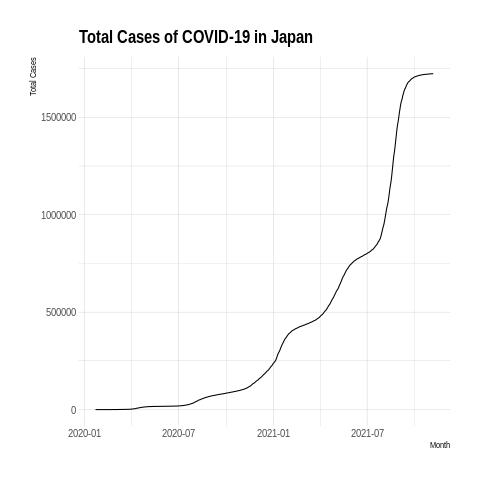 Total Cases of COVID-19 in Japan
Total Cases
1500000
1000000
500000
0
2020-01 2020-07 2021-01 2021-07
Month